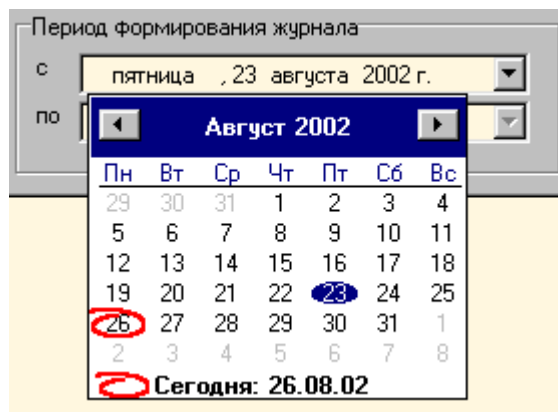 Период формирования журнала
с пятница , 23 августа 2002 г.
по
Август 2002
Пн Вт Ср Чт Пт Сб Вс
29 30 31 1 2 3 4
5 6 7 8 9 10 11
12 13 14 15 16 17 18
19 20 21 22 23 24 25
26 27 28 29 30 31 1
2 3 4 5 6 7 8
Сегодня: 26.08.02